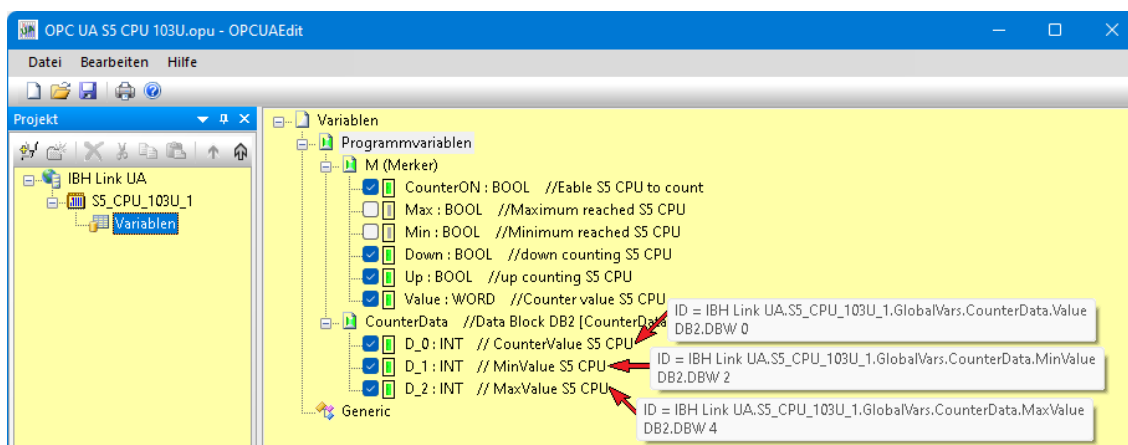 OPC UA S5 CPU 103U.opu - OPCUAEdit
Datei Bearbeiten Hilfe
Projekt
IBH Link UA
S5_CPU_103U_1
Variablen
Variablen
Programmvariablen
M (Merker)
CounterON : BOOL //Eable S5 CPU to count
Max : BOOL //Maximum reached S5 CPU
Min : BOOL //Minimum reached S5 CPU
Down : BOOL //down counting S5 CPU
Up : BOOL //up counting S5 CPU
Value : WORD //Counter value S5 CPU
CounterData //Data Block DB2 [CounterData
D_0 : INT // CounterValue S5 CPU
D_1 : INT // MinValue S5 CPU
D_2 : INT // MaxValue S5 CPU
Generic
ID = IBH Link UA.S5_CPU_103U_1.GlobalVars.CounterData.Value
DB2.DBW 0
ID = IBH Link UA.S5_CPU_103U_1.GlobalVars.CounterData.MinValue
DB2.DBW 2
ID = IBH Link UA.S5_CPU_103U_1.GlobalVars.CounterData.MaxValue
DB2.DBW 4